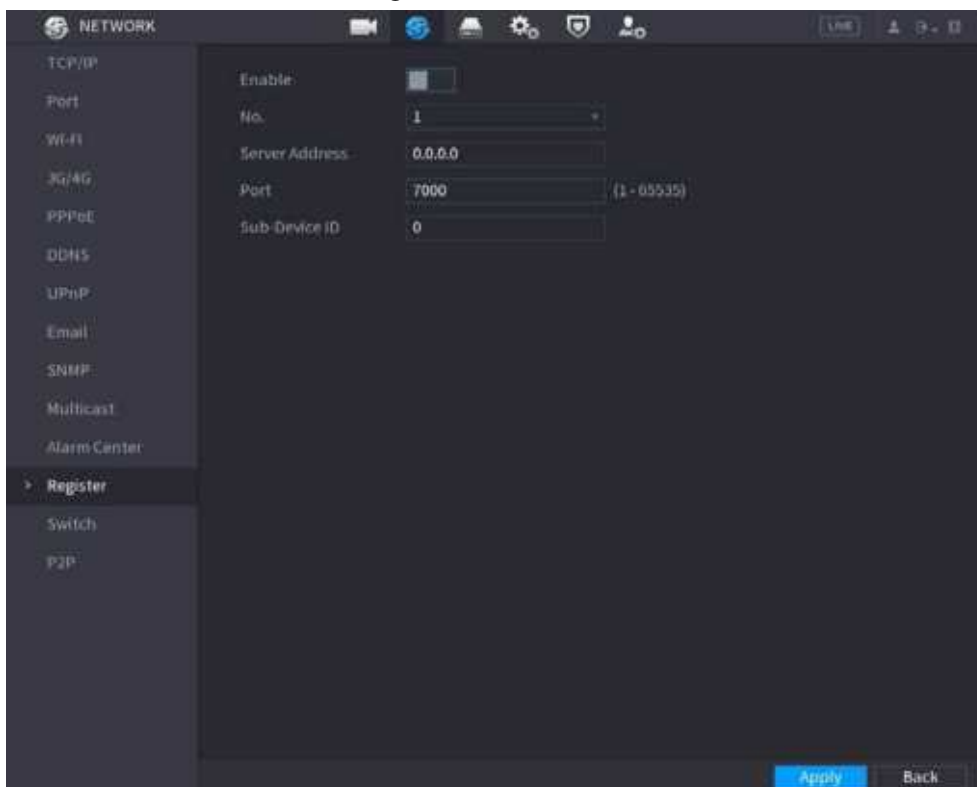 NETWORK
LIVE
TCP/IP
Port
Wi-Fi
3G/4G
PPPoE
DDNS
UPnP
Email
SNMP
Multicast
Alarm Center
Register
Switch
P2P
Enable
No. 1
Server Address 0.0.0.0
Port 7000 (1 - 65535)
Sub-Device ID 0
Apply Back